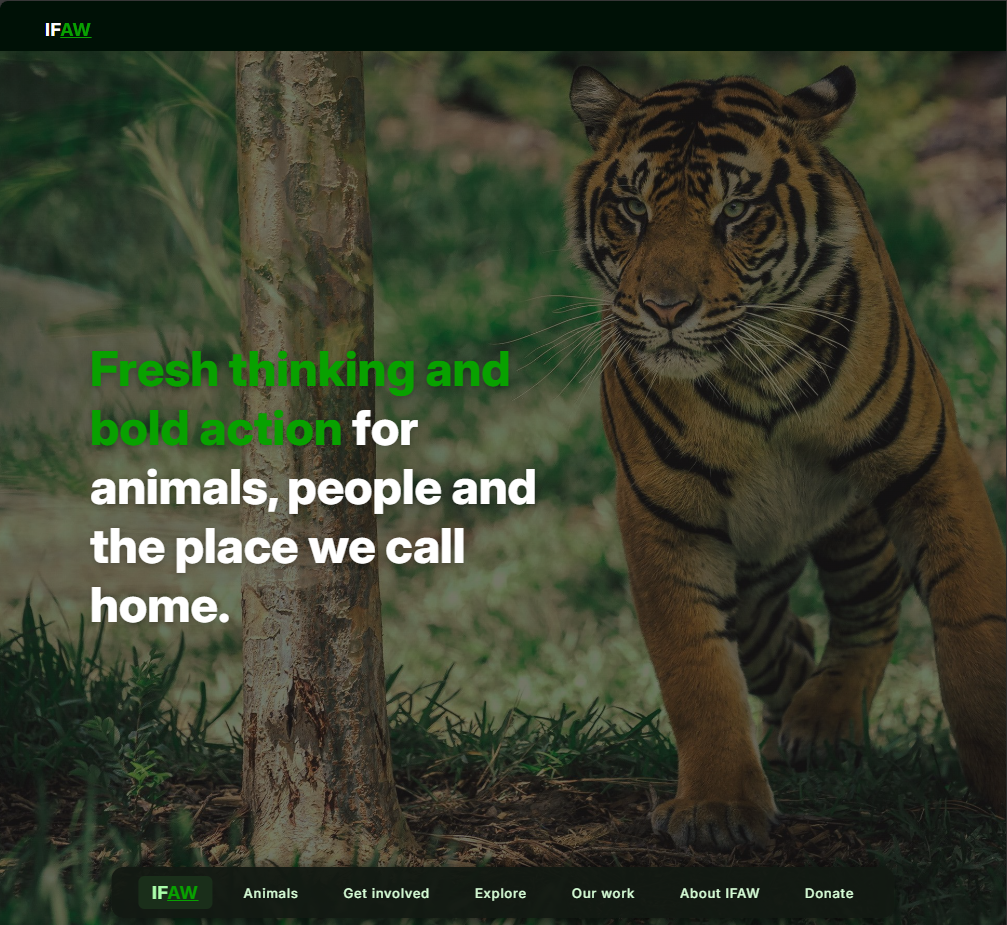 IFAW
Fresh thinking and
bold action for
animals, people and
the place we call
home.
IFAW Animals Get involved Explore Our work About IFAW Donate